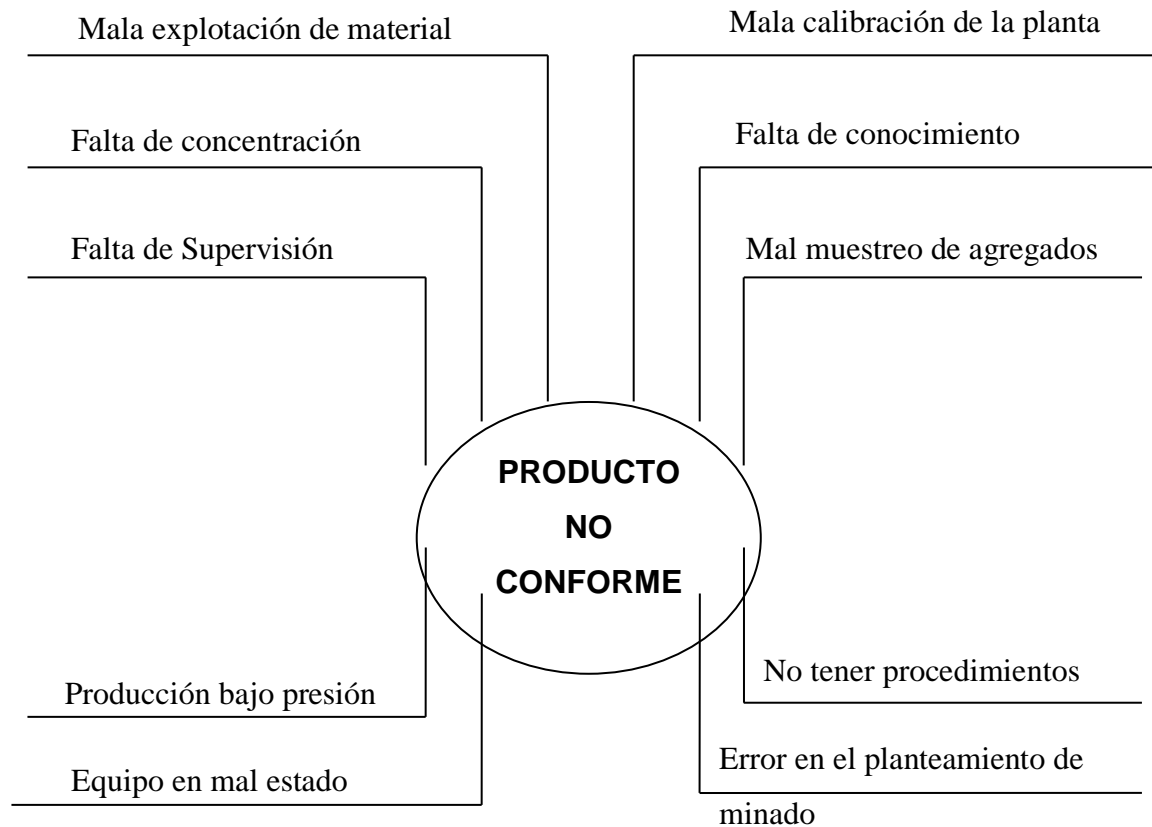 Mala explotación de material
Mala calibración de la planta
Falta de concentración
Falta de conocimiento
Falta de Supervisión
Mal muestreo de agregados
PRODUCTO
NO
CONFORME
Producción bajo presión
No tener procedimientos
Equipo en mal estado
Error en el planteamiento de
minado